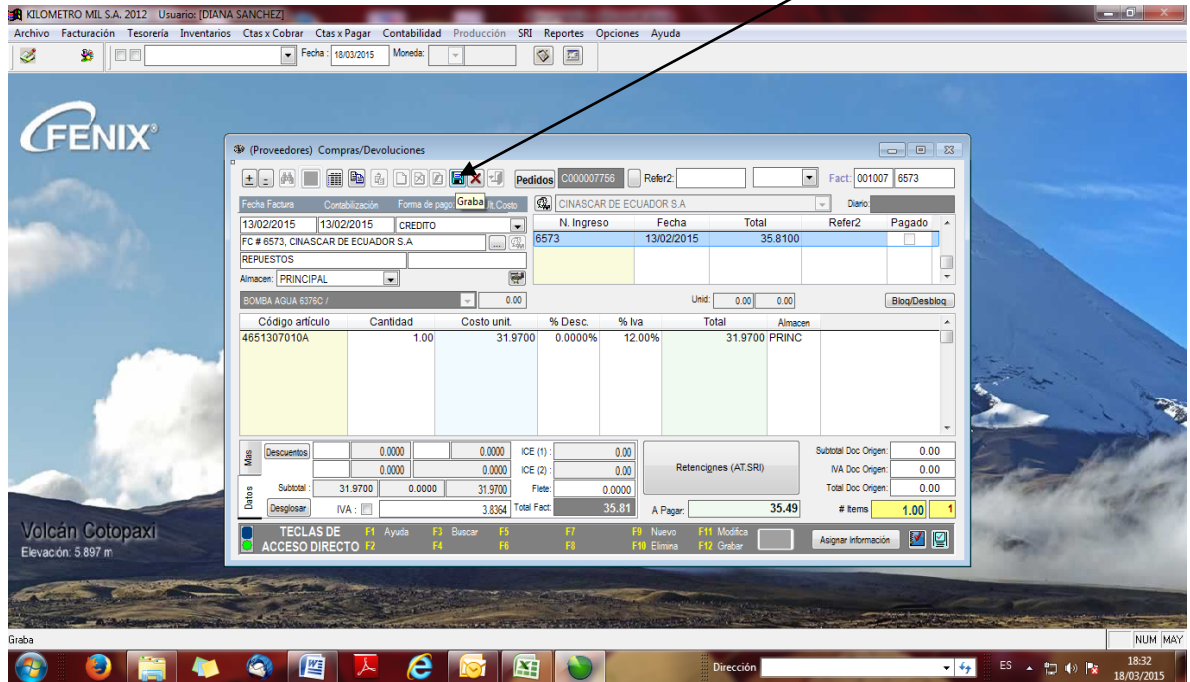 KILOMETRO MIL S.A. 2012 Usuario: [DIANA SANCHEZ]
Archivo Facturación Tesorería Inventarios Ctas x Cobrar Ctas x Pagar Contabilidad Producción SRI Reportes Opciones Ayuda
Fecha : 18/03/2015 Moneda:
FENIX®
(Proveedores) Compras/Devoluciones
Pedidos C000007756 Refer2: Fact: 001007 6573
Graba
Fecha Factura Contabilización Forma de pago Ult.Costo CINASCAR DE ECUADOR S.A Diario:
13/02/2015 13/02/2015 CREDITO
N. Ingreso Fecha Total Refer2 Pagado
FC # 6573, CINASCAR DE ECUADOR S.A ...
6573 13/02/2015 35.8100
REPUESTOS
Almacen: PRINCIPAL
BOMBA AGUA 6376C / 0.00 Unid: 0.00 0.00 Bloq/Desbloq
Código artículo Cantidad Costo unit. % Desc. % Iva Total Almacen
4651307010A 1.00 31.9700 0.0000% 12.00% 31.9700 PRINC
Mas
Datos
Descuentos 0.0000 0.0000 ICE (1) : 0.00
0.0000 0.0000 ICE (2) : 0.00
Subtotal : 31.9700 0.0000 31.9700 Flete: 0.0000
Desglosar IVA : 3.8364 Total Fact: 35.81
Retenciones (AT.SRI)
A Pagar: 35.49
Subtotal Doc Origen: 0.00
IVA Doc Origen: 0.00
Total Doc Origen: 0.00
# Items 1.00 1
TECLAS DE F1 Ayuda F3 Buscar F5 F7 F9 Nuevo F11 Modifica
ACCESO DIRECTO F2 F4 F6 F8 F10 Elimina F12 Grabar
Asignar Información
Volcán Cotopaxi
Elevación: 5.897 m
Graba NUM MAY
Dirección ES 18:32
18/03/2015